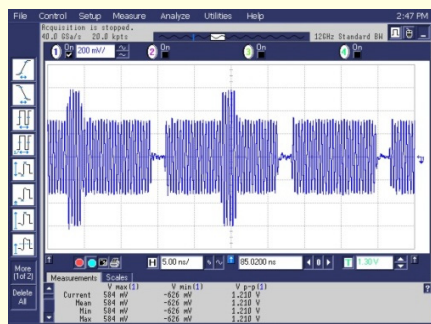 File Control Setup Measure Analyze Utilities Help 2:47 PM
Acquisition is stopped.
40.0 GSa/s 20.0 kpts
12GHz Standard BW
1 On 200 mV/ 2 On 3 On 4 On
More
(1of 2)
Delete
All
H 5.00 ns/ 85.0200 ns 0 T 1.30 V
Measurements Scales
V max(1) V min(1) V p-p(1)
Current 584 mV -626 mV 1.210 V
Mean 584 mV -626 mV 1.210 V
Min 584 mV -626 mV 1.210 V
Max 584 mV -626 mV 1.210 V